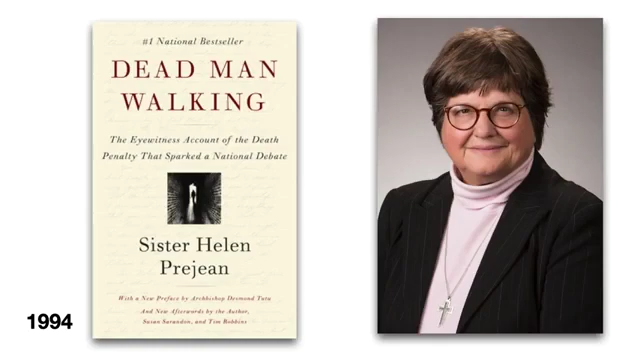 #1 National Bestseller
DEAD MAN
WALKING
The Eyewitness Account of the Death
Penalty That Sparked a National Debate
Sister Helen
Prejean
With a New Preface by Archbishop Desmond Tutu
And New Afterwords by the Author,
Susan Sarandon, and Tim Robbins
1994